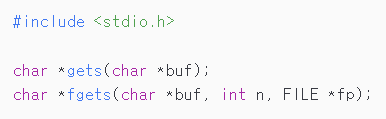 #include <stdio.h>
char *gets(char *buf);
char *fgets(char *buf, int n, FILE *fp);